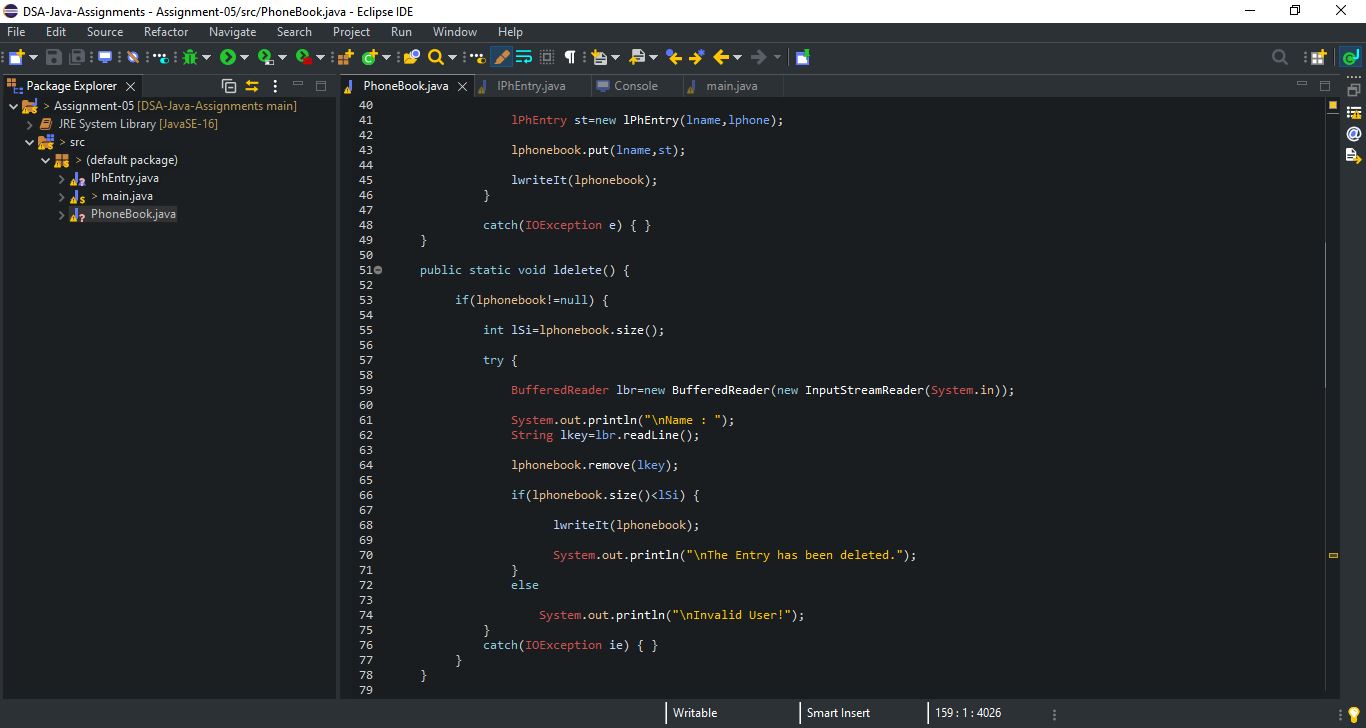 DSA-Java-Assignments - Assignment-05/src/PhoneBook.java - Eclipse IDE
File Edit Source Refactor Navigate Search Project Run Window Help
Package Explorer
PhoneBook.java lPhEntry.java Console main.java
> Assignment-05 [DSA-Java-Assignments main]
JRE System Library [JavaSE-16]
> src
> (default package)
lPhEntry.java
> main.java
PhoneBook.java
40
41 lPhEntry st=new lPhEntry(lname,lphone);
42
43 lphonebook.put(lname,st);
44
45 lwriteIt(lphonebook);
46 }
47
48 catch(IOException e) { }
49 }
50
51 public static void ldelete() {
52
53 if(lphonebook!=null) {
54
55 int lSi=lphonebook.size();
56
57 try {
58
59 BufferedReader lbr=new BufferedReader(new InputStreamReader(System.in));
60
61 System.out.println("\nName : ");
62 String lkey=lbr.readLine();
63
64 lphonebook.remove(lkey);
65
66 if(lphonebook.size()<lSi) {
67
68 lwriteIt(lphonebook);
69
70 System.out.println("\nThe Entry has been deleted.");
71 }
72 else
73
74 System.out.println("\nInvalid User!");
75 }
76 catch(IOException ie) { }
77 }
78 }
79
Writable Smart Insert 159 : 1 : 4026